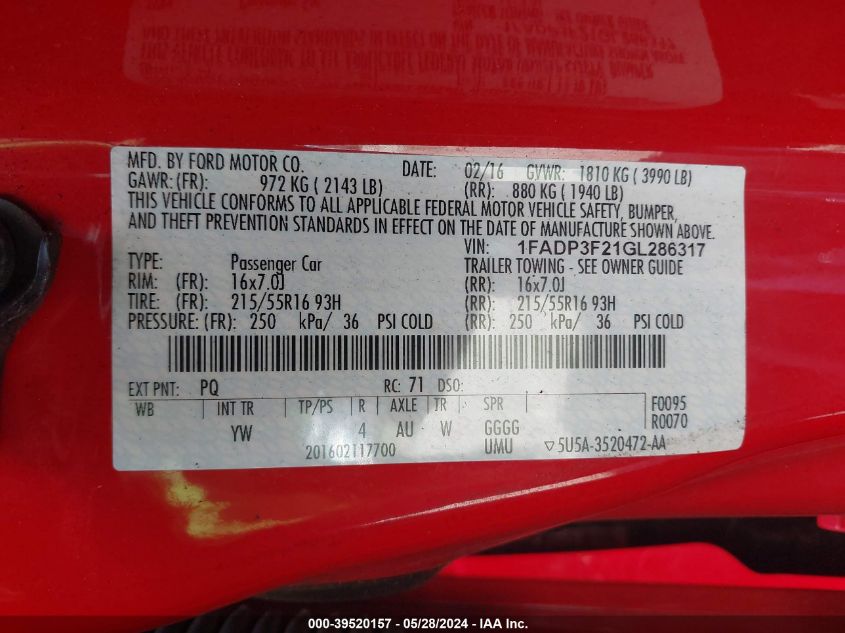 MFD. BY FORD MOTOR CO. DATE: 02/16 GVWR: 1810 KG ( 3990 LB)
GAWR: (FR): 972 KG ( 2143 LB) (RR): 880 KG ( 1940 LB)
THIS VEHICLE CONFORMS TO ALL APPLICABLE FEDERAL MOTOR VEHICLE SAFETY, BUMPER,
AND THEFT PREVENTION STANDARDS IN EFFECT ON THE DATE OF MANUFACTURE SHOWN ABOVE.
VIN: 1FADP3F21GL286317
TYPE: Passenger Car TRAILER TOWING - SEE OWNER GUIDE
RIM: (FR): 16x7.0J (RR): 16x7.0J
TIRE: (FR): 215/55R16 93H (RR): 215/55R16 93H
PRESSURE: (FR): 250 kPa/ 36 PSI COLD (RR): 250 kPa/ 36 PSI COLD
EXT PNT: PQ RC: 71 DSO:
WB INT TR TP/PS R AXLE TR SPR F0095
YW 4 AU W GGGG R0070
201602117700 UMU ▽5U5A-3520472-AA
000-39520157 - 05/28/2024 - IAA Inc.